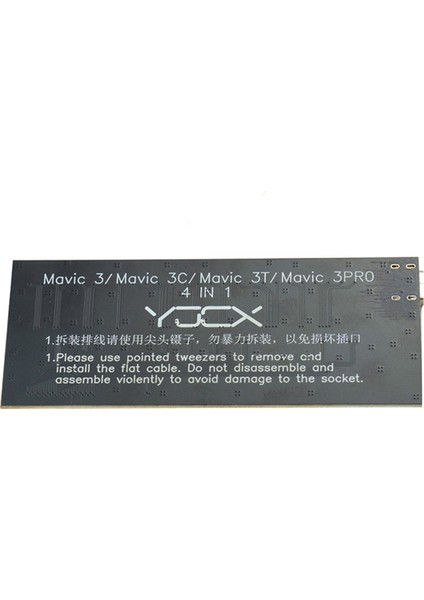 Mavic 3/Mavic 3C/Mavic 3T/Mavic 3PRO
4 IN 1
YJCX
1.拆装排线请使用尖头镊子，勿暴力拆装，以免损坏插口
1.Please use pointed tweezers to remove and
install the flat cable. Do not disassemble and
assemble violently to avoid damage to the socket.